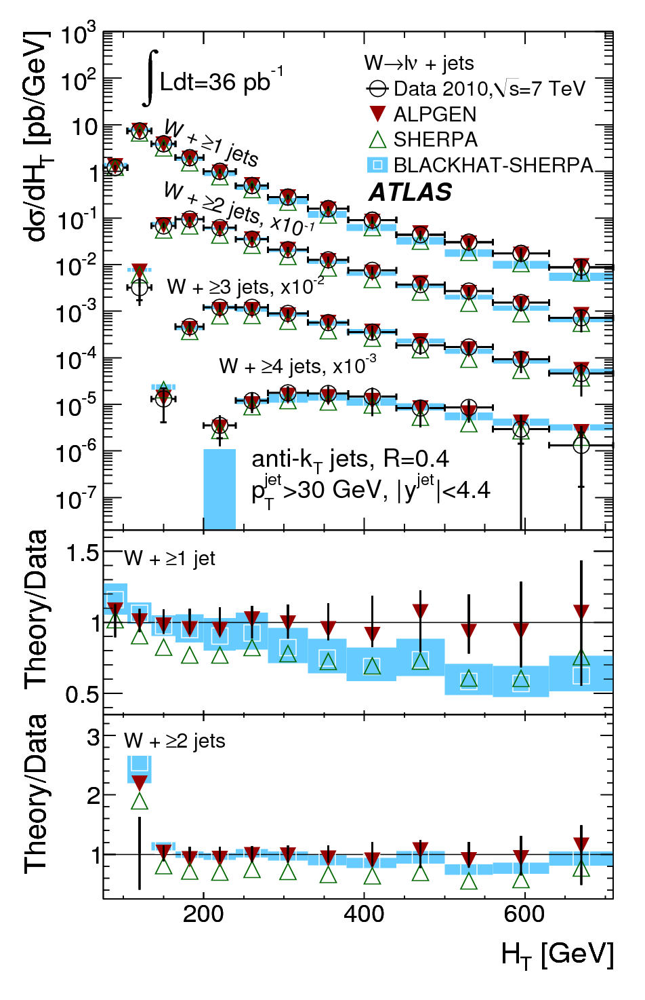 dσ/dH_T [pb/GeV]
10³
10²
10
1
10⁻¹
10⁻²
10⁻³
10⁻⁴
10⁻⁵
10⁻⁶
10⁻⁷
∫Ldt=36 pb⁻¹
W→lν + jets
Data 2010,√s=7 TeV
ALPGEN
SHERPA
BLACKHAT-SHERPA
ATLAS
W + ≥1 jets
W + ≥2 jets, x10⁻¹
W + ≥3 jets, x10⁻²
W + ≥4 jets, x10⁻³
anti-k_T jets, R=0.4
p_T^jet>30 GeV, |y^jet|<4.4
Theory/Data
1.5
1
0.5
W + ≥1 jet
Theory/Data
3
2
1
W + ≥2 jets
200 400 600
H_T [GeV]